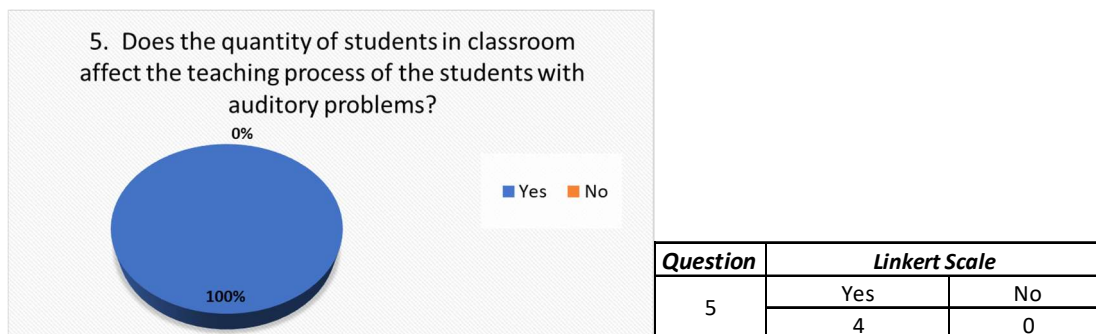 5. Does the quantity of students in classroom
affect the teaching process of the students with
auditory problems?
0%
Yes No
100%
Question Linkert Scale
5 Yes No
4 0